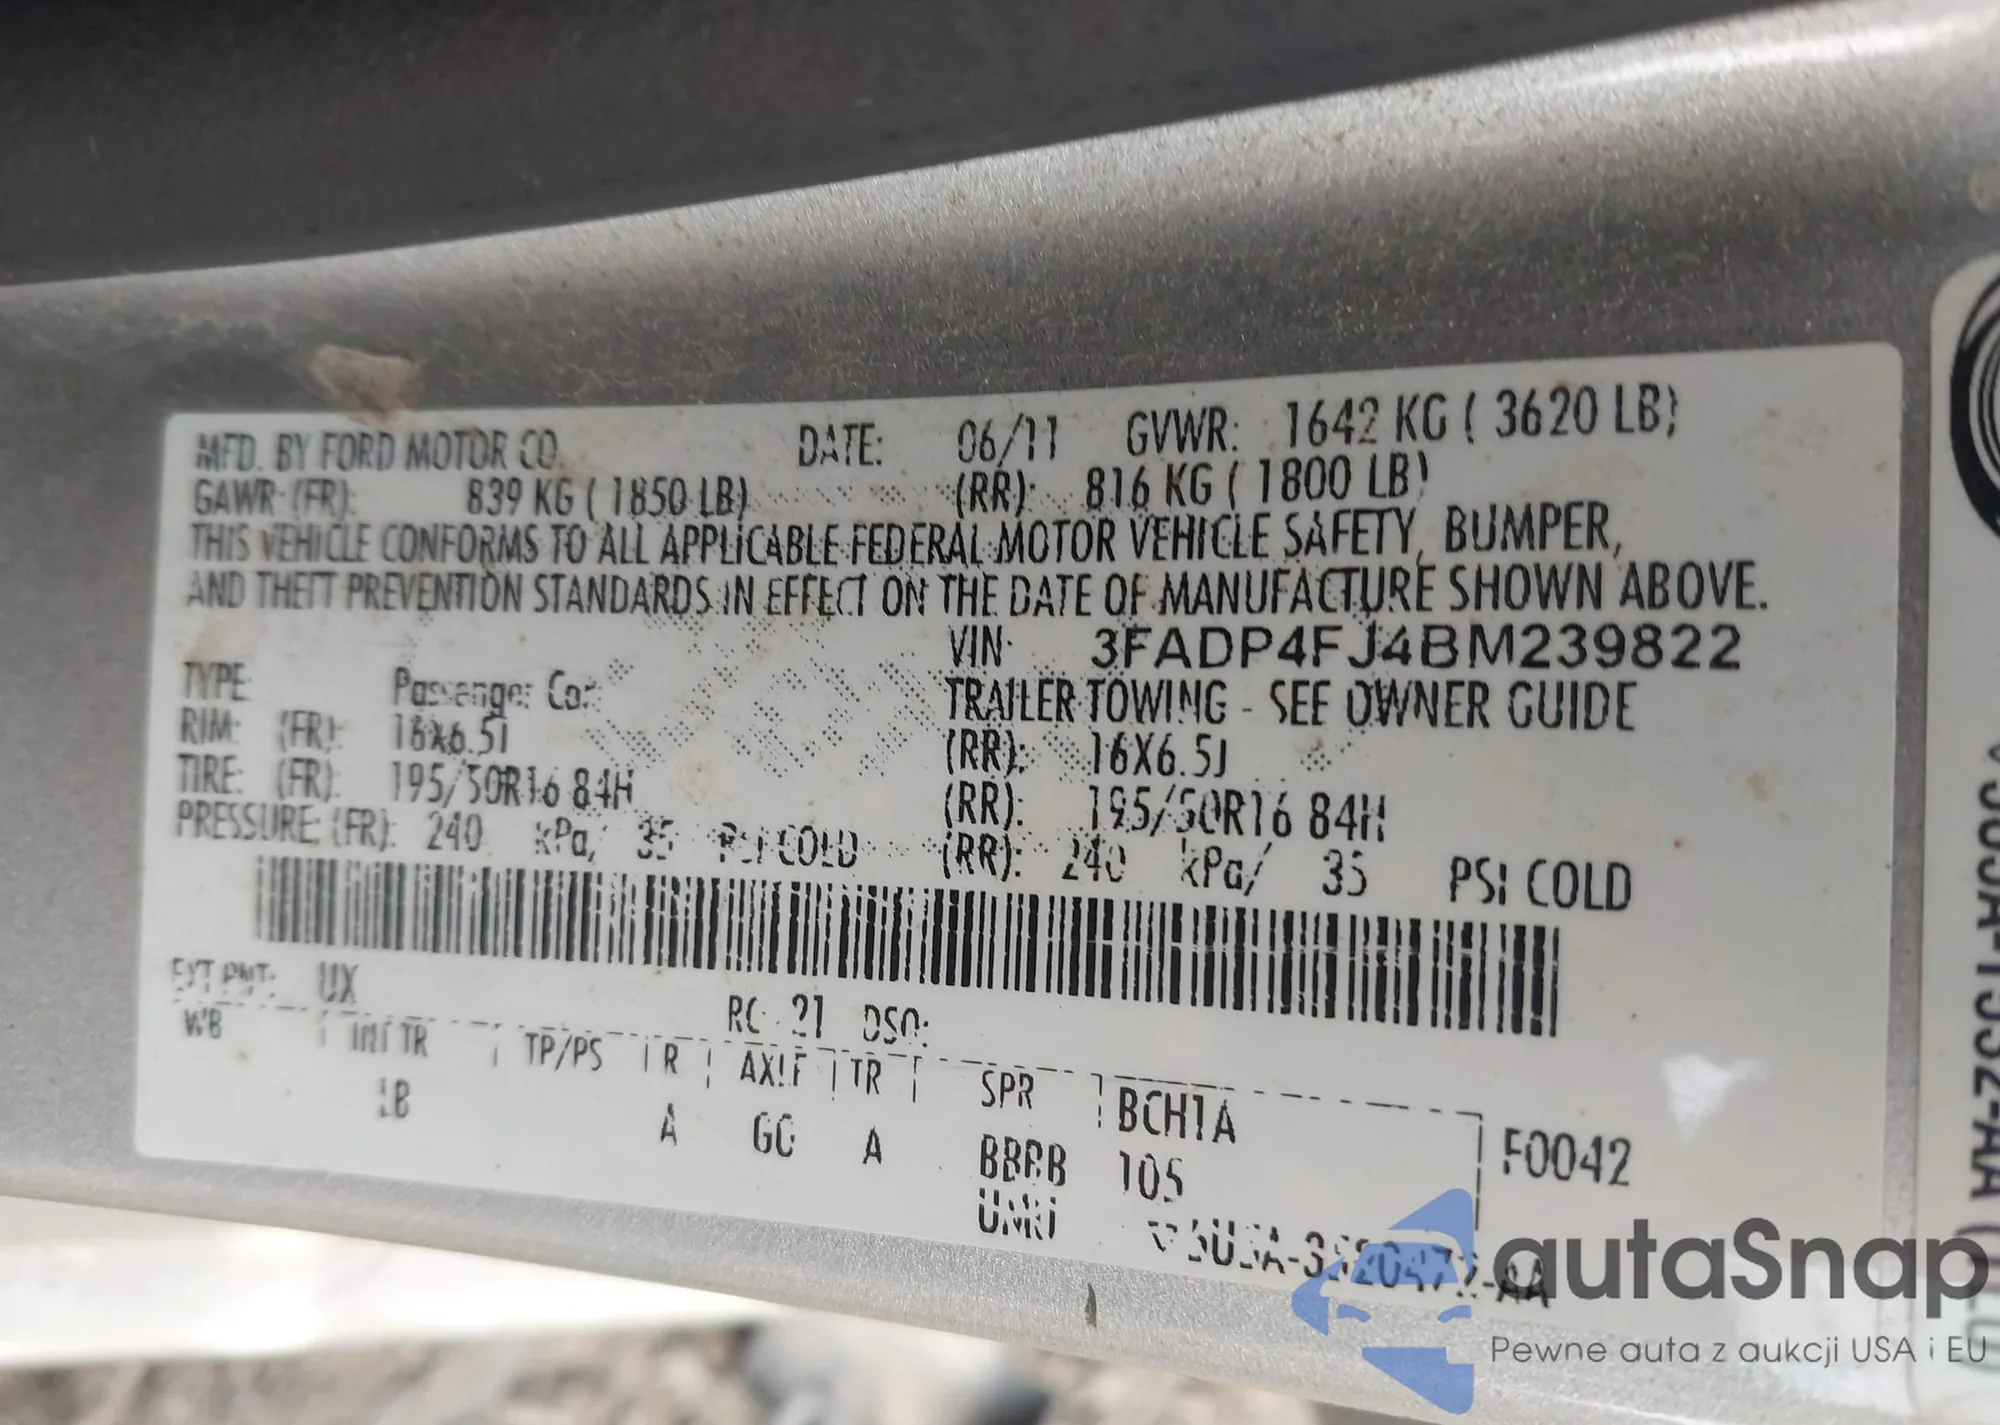 MFD. BY FORD MOTOR CO. DATE: 06/11 GVWR: 1642 KG ( 3620 LB)
GAWR (FR): 839 KG ( 1850 LB) (RR): 816 KG ( 1800 LB)
THIS VEHICLE CONFORMS TO ALL APPLICABLE FEDERAL MOTOR VEHICLE SAFETY, BUMPER,
AND THEFT PREVENTION STANDARDS IN EFFECT ON THE DATE OF MANUFACTURE SHOWN ABOVE.
VIN: 3FADP4FJ4BM239822
TYPE: Passenger Car TRAILER TOWING - SEE OWNER GUIDE
RIM: (FR): 16X6.5J (RR): 16X6.5J
TIRE: (FR): 195/50R16 84H (RR): 195/50R16 84H
PRESSURE: (FR): 240 kPa/ 35 PSI COLD (RR): 240 kPa/ 35 PSI COLD
EXT PNT: UX RC: 21 DSO:
WB INT TR TP/PS R AXLE TR SPR BCH1A F0042
LB A GG A BBBB 105
autaSnap
Pewne auta z aukcji USA i EU